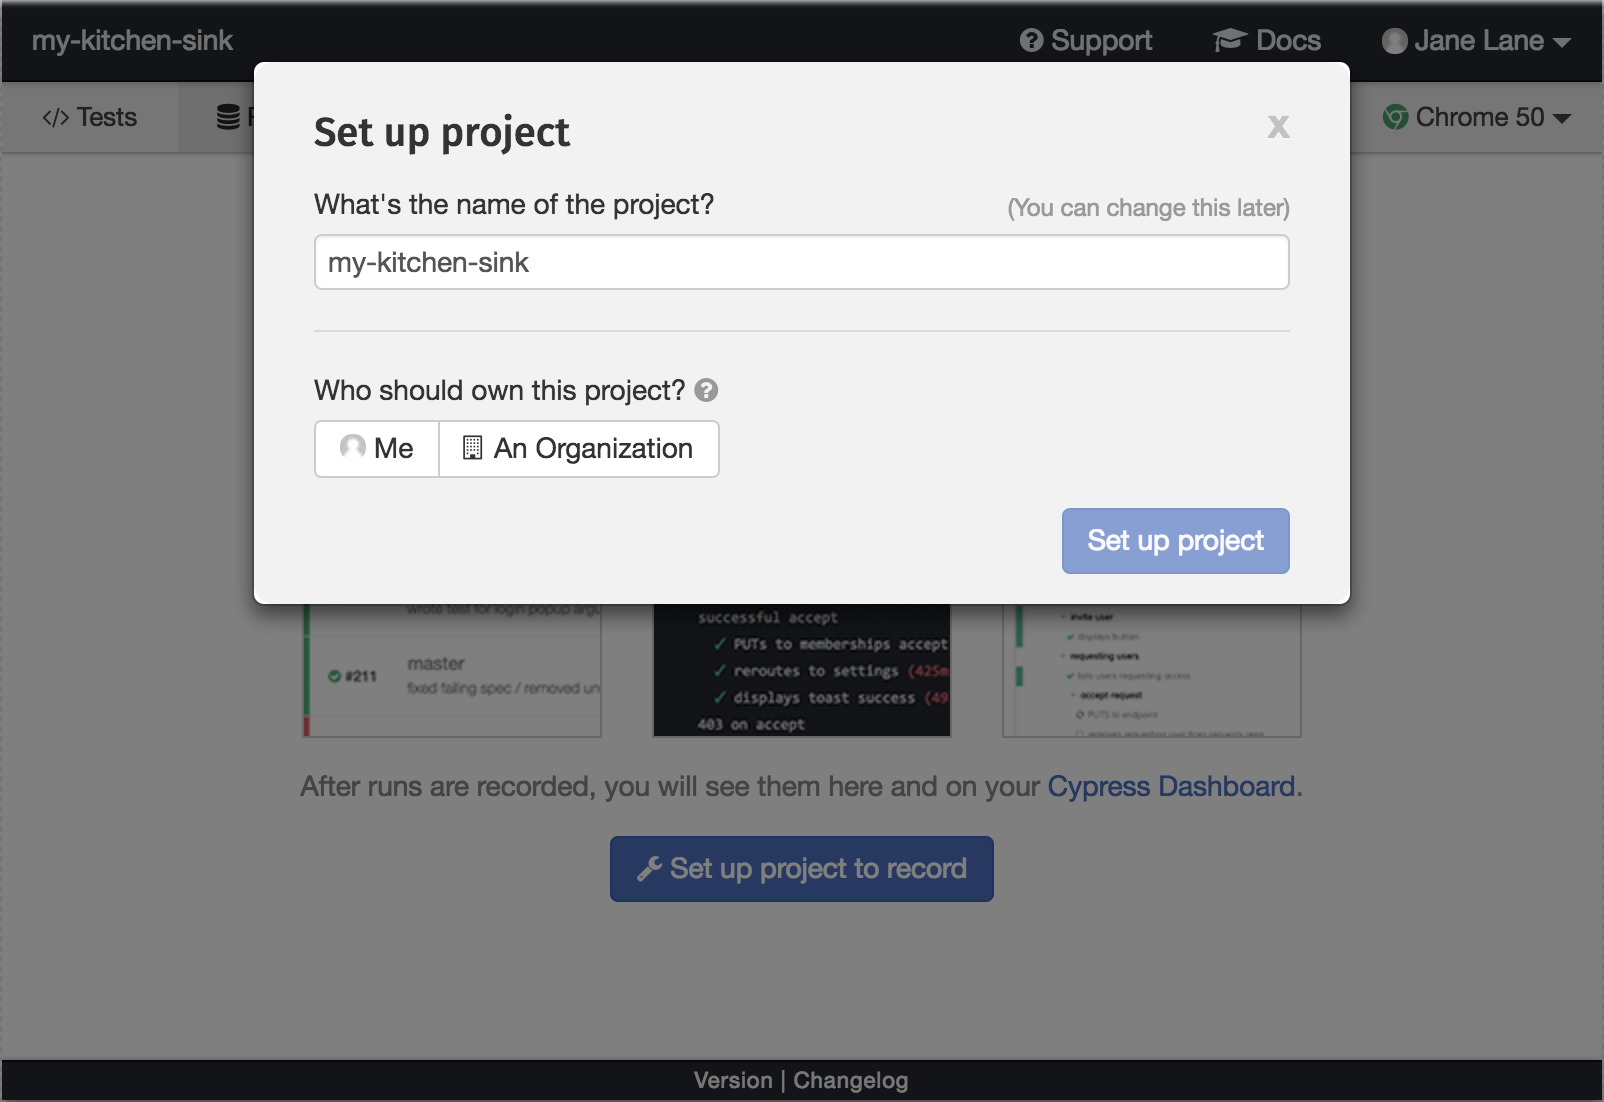 my-kitchen-sink
Support
Docs
Jane Lane
</> Tests
Chrome 50
Set up project
x
What's the name of the project?
(You can change this later)
my-kitchen-sink
Who should own this project?
Me
An Organization
Set up project
wrote test for login popup
#211
master
fixed failing spec / removed
successful accept
✓ PUTs to memberships accept
✓ reroutes to settings (425m
✓ displays toast success (49
403 on accept
invite user
displays button
requesting users
lists users requesting access
accept request
PUTS to endpoint
removes requesting user from requests
After runs are recorded, you will see them here and on your Cypress Dashboard.
Set up project to record
Version | Changelog